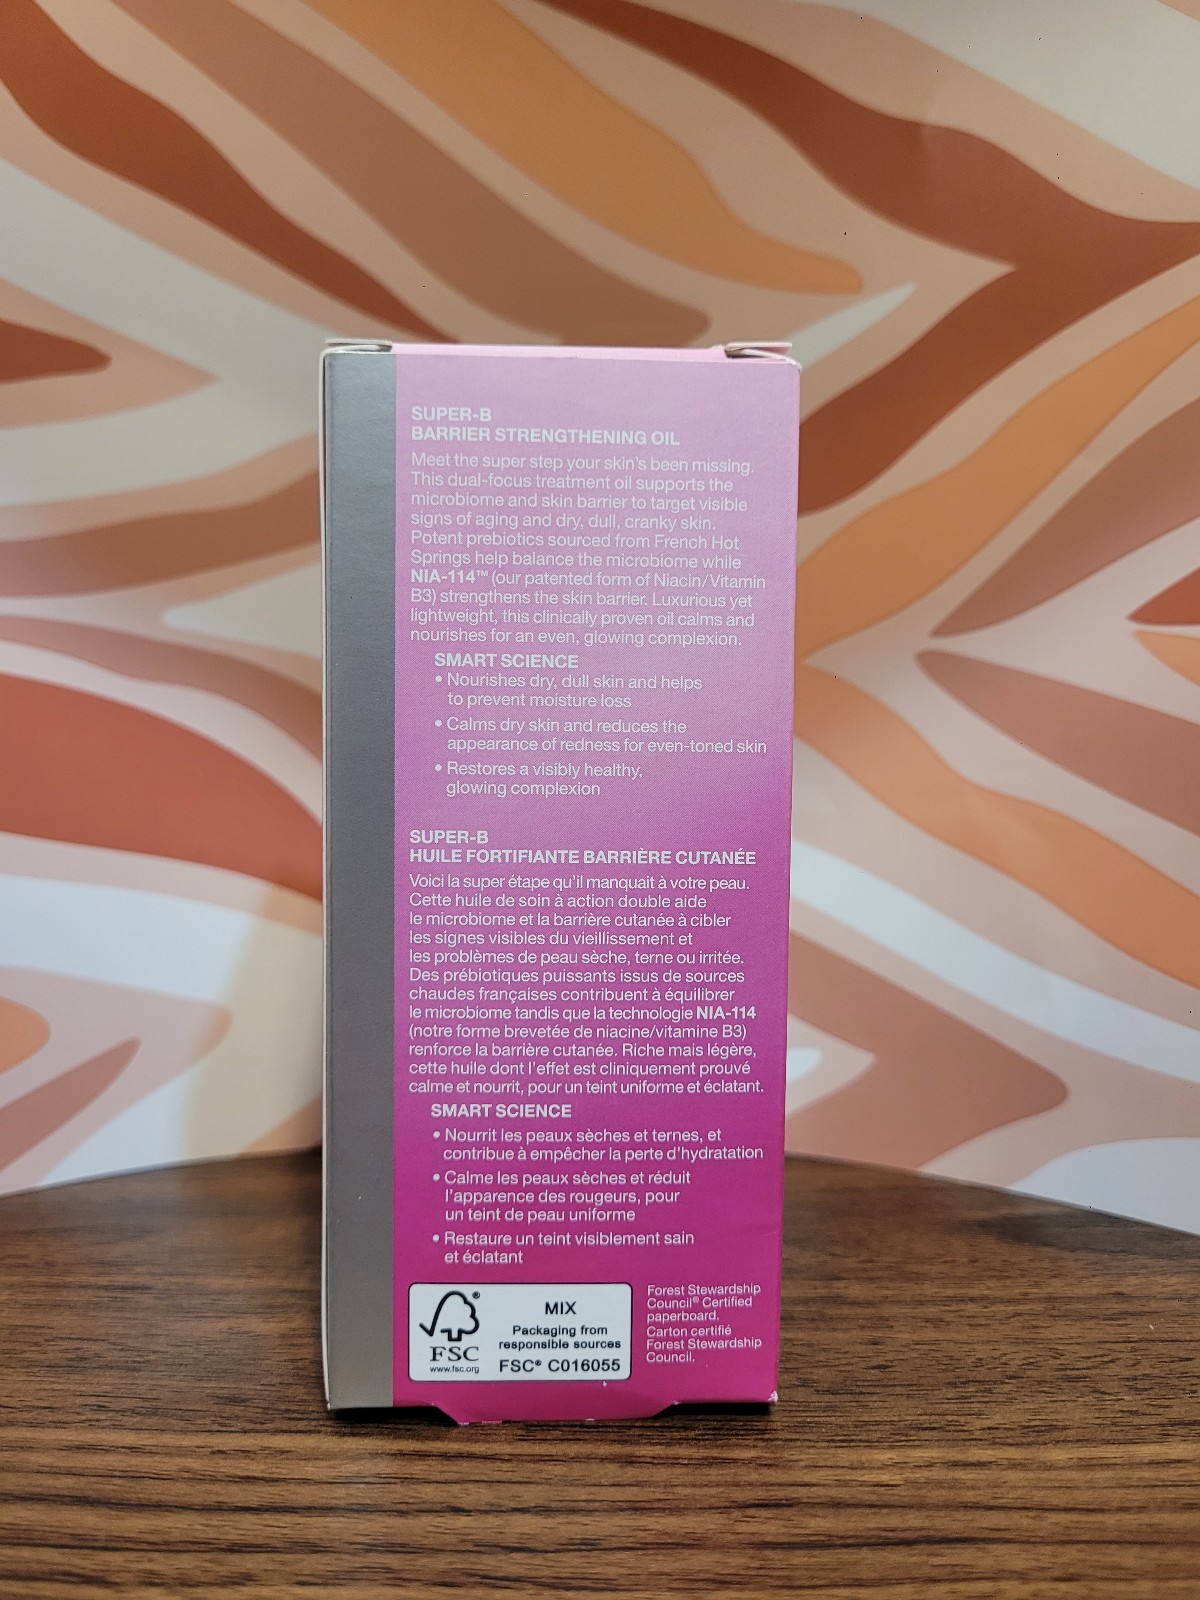 SUPER-B
BARRIER STRENGTHENING OIL
Meet the super step your skin's been missing.
This dual-focus treatment oil supports the
microbiome and skin barrier to target visible
signs of aging and dry, dull, cranky skin.
Potent prebiotics sourced from French Hot
Springs help balance the microbiome while
NIA-114™ (our patented form of Niacin/Vitamin
B3) strengthens the skin barrier. Luxurious yet
lightweight, this clinically proven oil calms and
nourishes for an even, glowing complexion.
SMART SCIENCE
• Nourishes dry, dull skin and helps
to prevent moisture loss
• Calms dry skin and reduces the
appearance of redness for even-toned skin
• Restores a visibly healthy,
glowing complexion
SUPER-B
HUILE FORTIFIANTE BARRIÈRE CUTANÉE
Voici la super étape qu'il manquait à votre peau.
Cette huile de soin à action double aide
le microbiome et la barrière cutanée à cibler
les signes visibles du vieillissement et
les problèmes de peau sèche, terne ou irritée.
Des prébiotiques puissants issus de sources
chaudes françaises contribuent à équilibrer
le microbiome tandis que la technologie NIA-114
(notre forme brevetée de niacine/vitamine B3)
renforce la barrière cutanée. Riche mais légère,
cette huile dont l'effet est cliniquement prouvé
calme et nourrit, pour un teint uniforme et éclatant.
SMART SCIENCE
• Nourrit les peaux sèches et ternes, et
contribue à empêcher la perte d'hydratation
• Calme les peaux sèches et réduit
l'apparence des rougeurs, pour
un teint de peau uniforme
• Restaure un teint visiblement sain
et éclatant
®
FSC
www.fsc.org
MIX
Packaging from
responsible sources
FSC® C016055
Forest Stewardship
Council® Certified
paperboard.
Carton certifié
Forest Stewardship
Council.